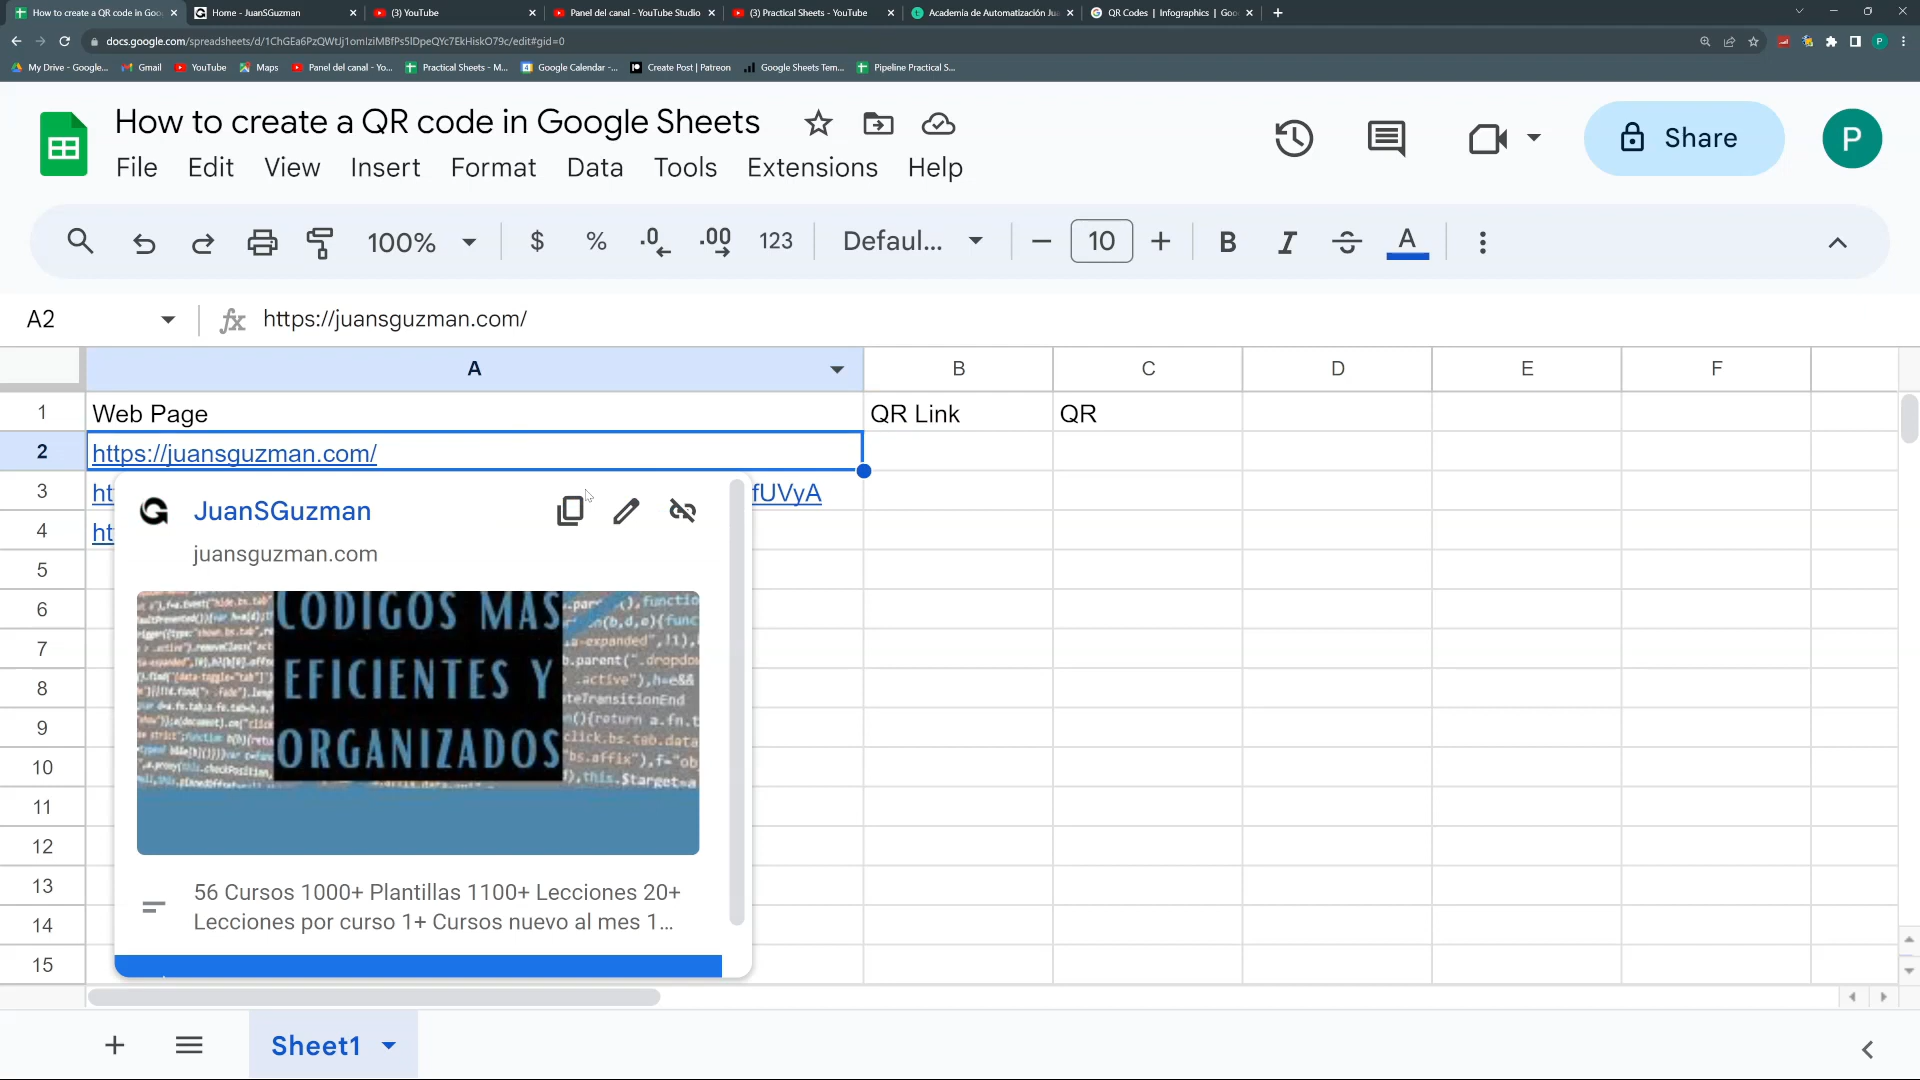 How to create a QR code in Goo
Home - JuanSGuzman
(3) YouTube
Panel del canal - YouTube Studio
(3) Practical Sheets - YouTube
Academia de Automatización Jua
QR Codes | Infographics | Goo
docs.google.com/spreadsheets/d/1ChGEa6PzQWtJj1omIziMBfPs5lDpeQYc7EkHiskO79c/edit#gid=0
P
My Drive - Google...
Gmail
YouTube
Maps
Panel del canal - Yo...
Practical Sheets - M...
Google Calendar -...
Create Post | Patreon
Google Sheets Tem...
Pipeline Practical S...
How to create a QR code in Google Sheets
File Edit View Insert Format Data Tools Extensions Help
Share
P
100%
$ % .0 .00 123
Defaul...
10
B I A
A2
https://juansguzman.com/
A B C D E F
1 Web Page QR Link QR
2 https://juansguzman.com/
3 ht fUVyA
4 ht
5
6
7
8
9
10
11
12
13
14
15
JuanSGuzman
juansguzman.com
CODIGOS MAS
EFICIENTES Y
ORGANIZADOS
56 Cursos 1000+ Plantillas 1100+ Lecciones 20+
Lecciones por curso 1+ Cursos nuevo al mes 1...
Sheet1